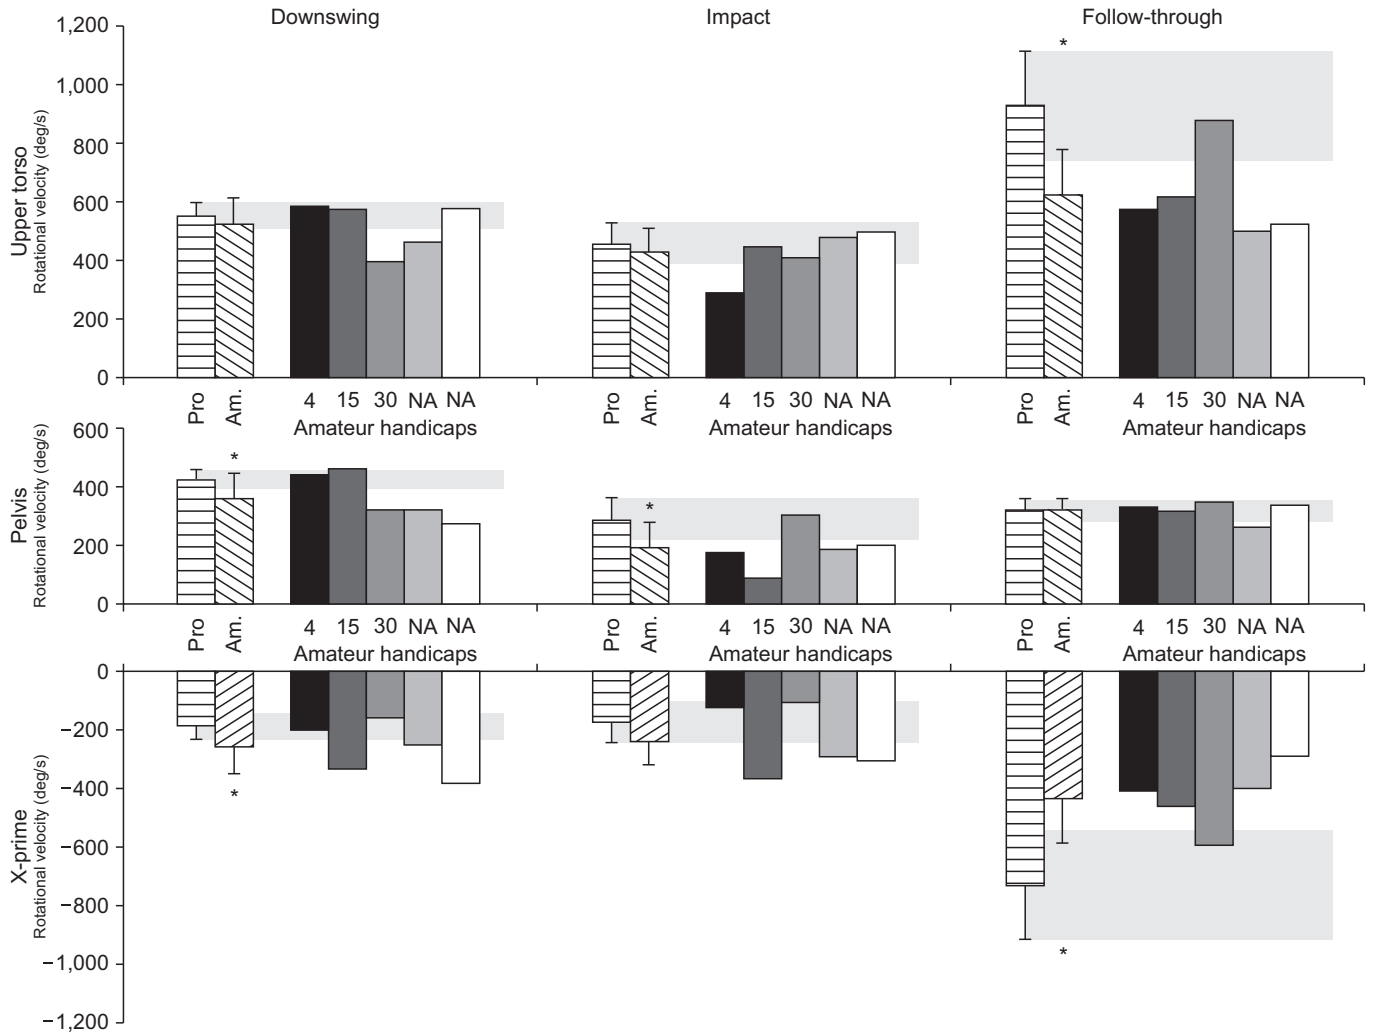 Downswing Impact Follow-through
1,200
1,000
800
600
400
200
0
Upper torso
Rotational velocity (deg/s)
*
Pro Am. 4 15 30 NA NA Pro Am. 4 15 30 NA NA Pro Am. 4 15 30 NA NA
Amateur handicaps Amateur handicaps Amateur handicaps
600
400
200
0
Pelvis
Rotational velocity (deg/s)
* *
Pro Am. 4 15 30 NA NA Pro Am. 4 15 30 NA NA Pro Am. 4 15 30 NA NA
Amateur handicaps Amateur handicaps Amateur handicaps
0
−200
−400
−600
−800
−1,000
−1,200
X-prime
Rotational velocity (deg/s)
* *